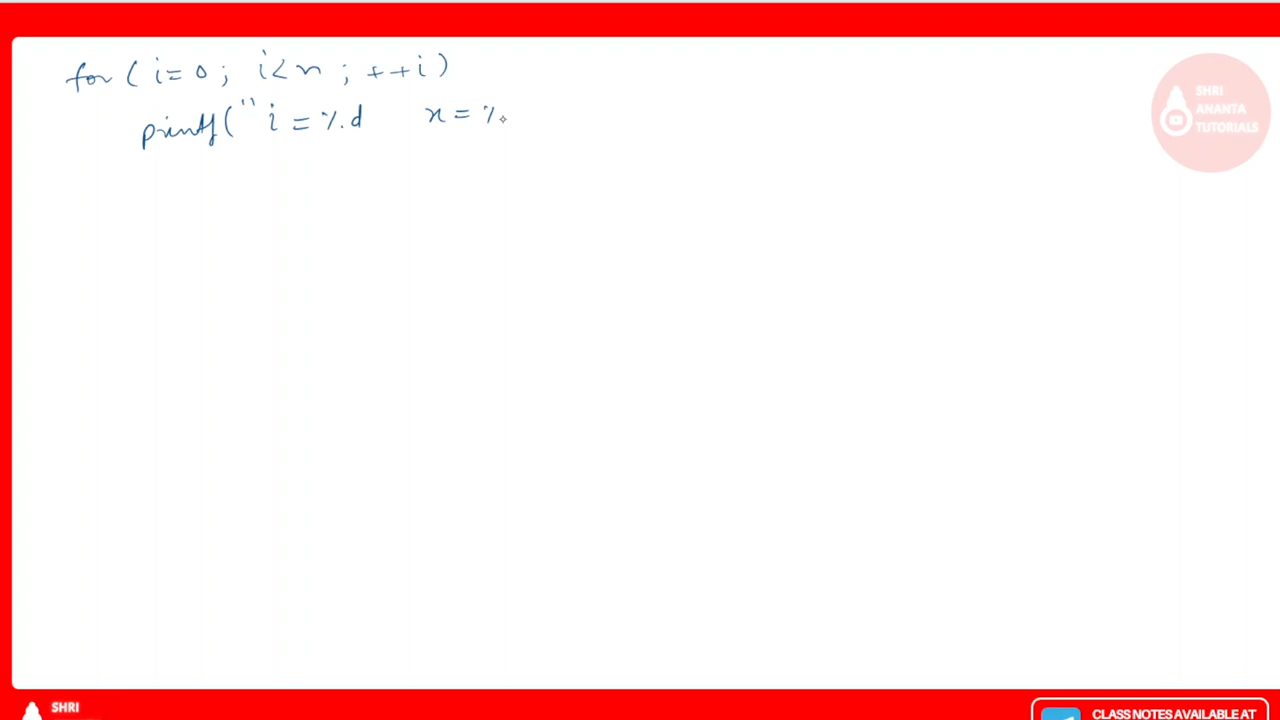 for ( i = 0 ; i < n ; ++i )
printf( " i = %d x = %
SHRI
ANANTA
TUTORIALS
SHRI
CLASS NOTES AVAILABLE AT